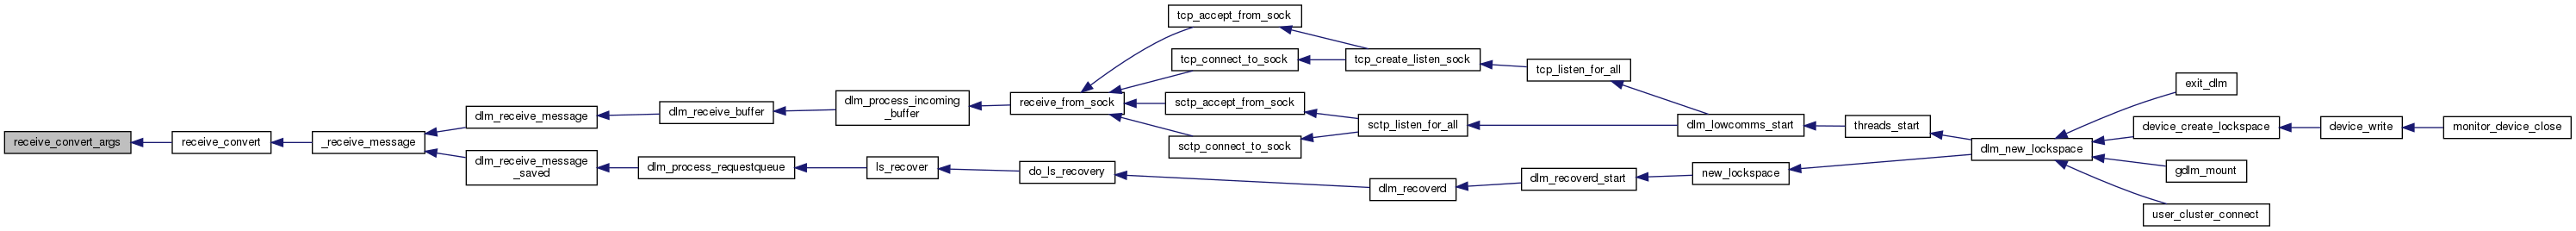 receive_convert_args
receive_convert
_receive_message
dlm_receive_message
dlm_receive_buffer
dlm_process_incoming
_buffer
receive_from_sock
tcp_accept_from_sock
tcp_connect_to_sock
tcp_create_listen_sock
tcp_listen_for_all
sctp_accept_from_sock
sctp_connect_to_sock
sctp_listen_for_all
dlm_lowcomms_start
threads_start
dlm_receive_message
_saved
dlm_process_requestqueue
ls_recover
do_ls_recovery
dlm_recoverd
dlm_recoverd_start
new_lockspace
dlm_new_lockspace
exit_dlm
device_create_lockspace
device_write
monitor_device_close
gdlm_mount
user_cluster_connect